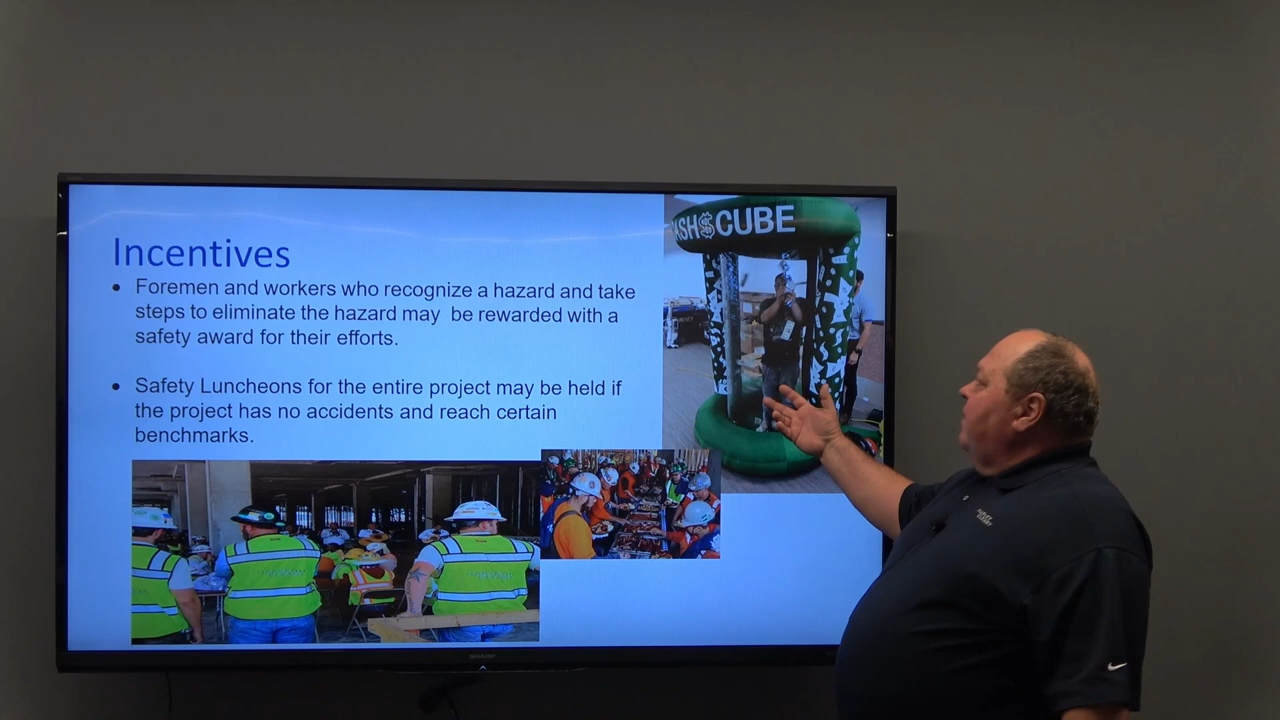 ASH$CUBE
Incentives
• Foremen and workers who recognize a hazard and take
steps to eliminate the hazard may be rewarded with a
safety award for their efforts.
• Safety Luncheons for the entire project may be held if
the project has no accidents and reach certain
benchmarks.
SHARP